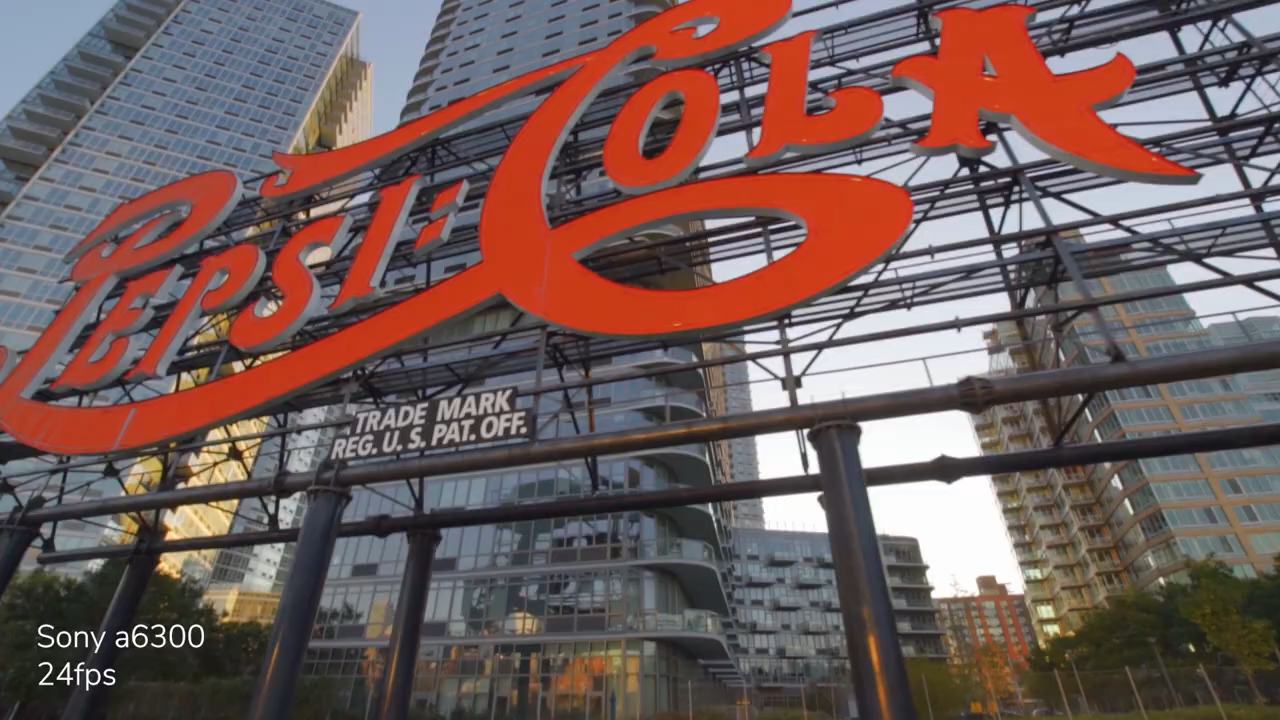 PEPSI:COLA
TRADE MARK
REG. U. S. PAT. OFF.
Sony a6300
24fps